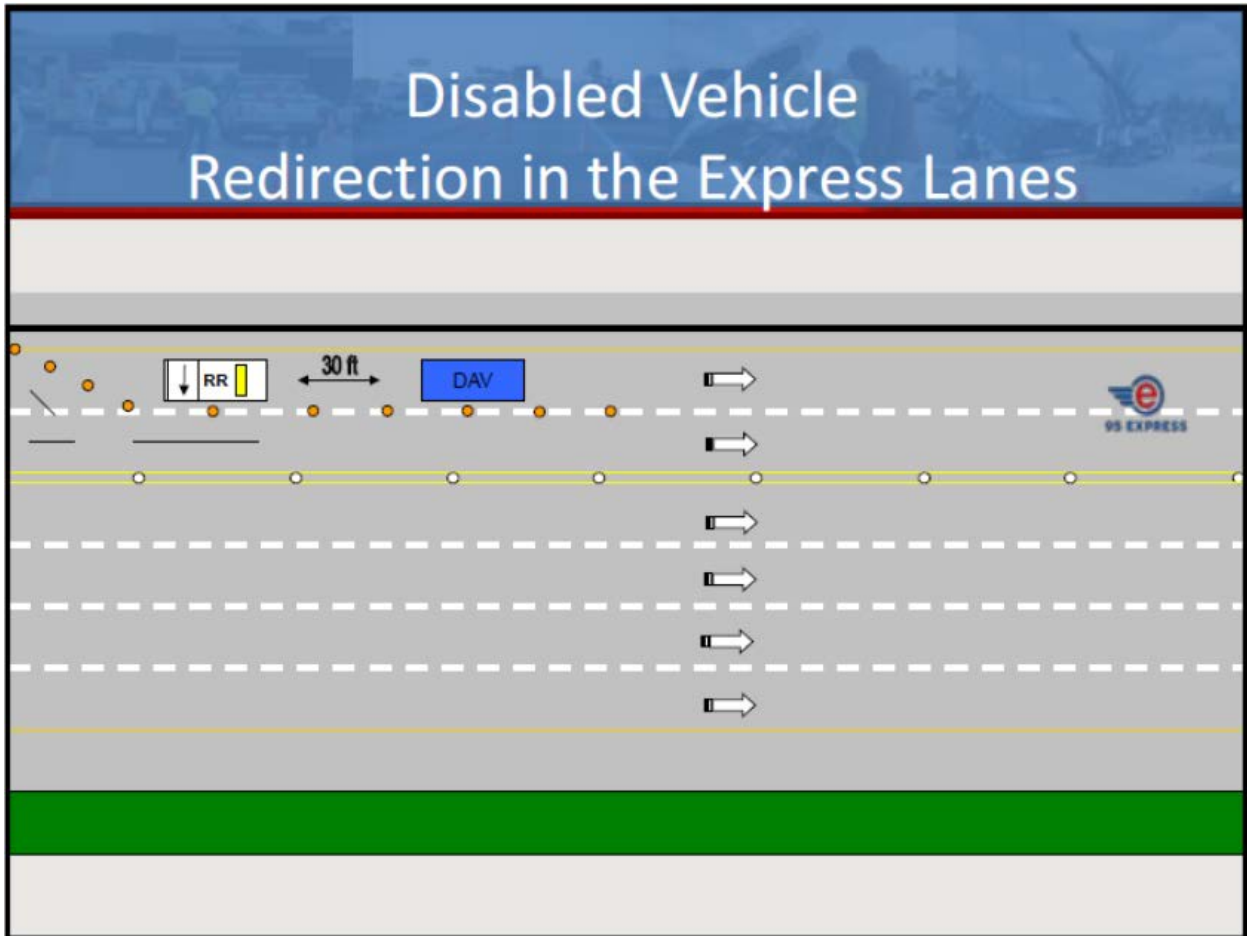 Disabled Vehicle
Redirection in the Express Lanes
30 ft
RR
DAV
e
95 EXPRESS